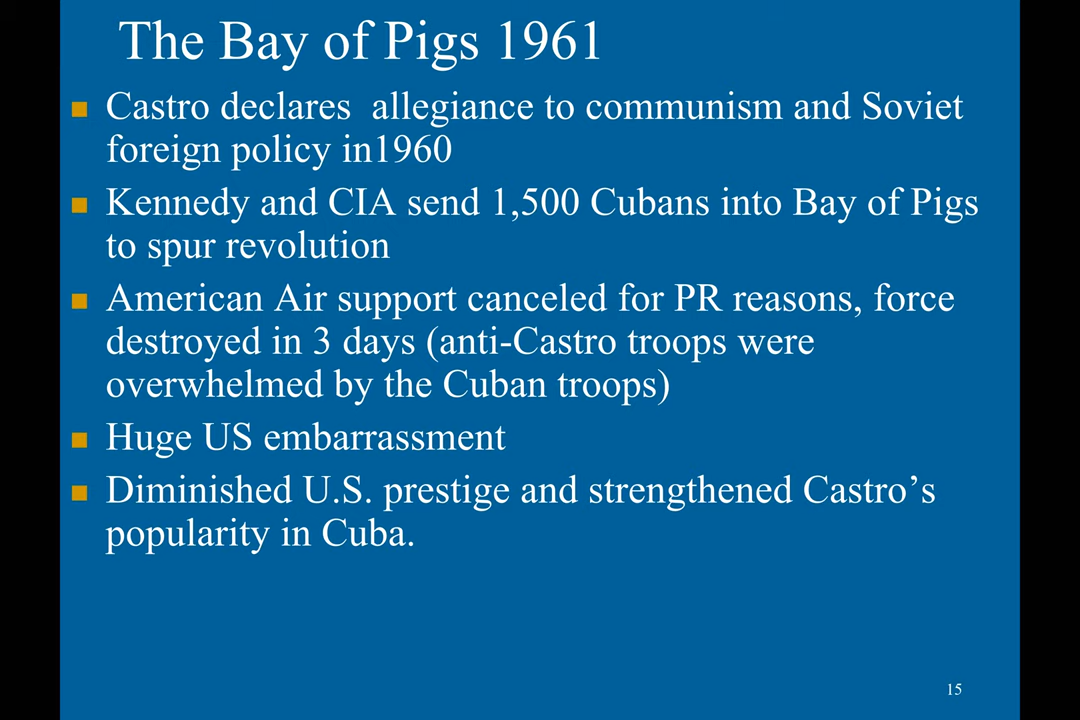 The Bay of Pigs 1961
Castro declares  allegiance to communism and Soviet
foreign policy in1960
Kennedy and CIA send 1,500 Cubans into Bay of Pigs
to spur revolution
American Air support canceled for PR reasons, force
destroyed in 3 days (anti-Castro troops were
overwhelmed by the Cuban troops)
Huge US embarrassment
Diminished U.S. prestige and strengthened Castro’s
popularity in Cuba.
15